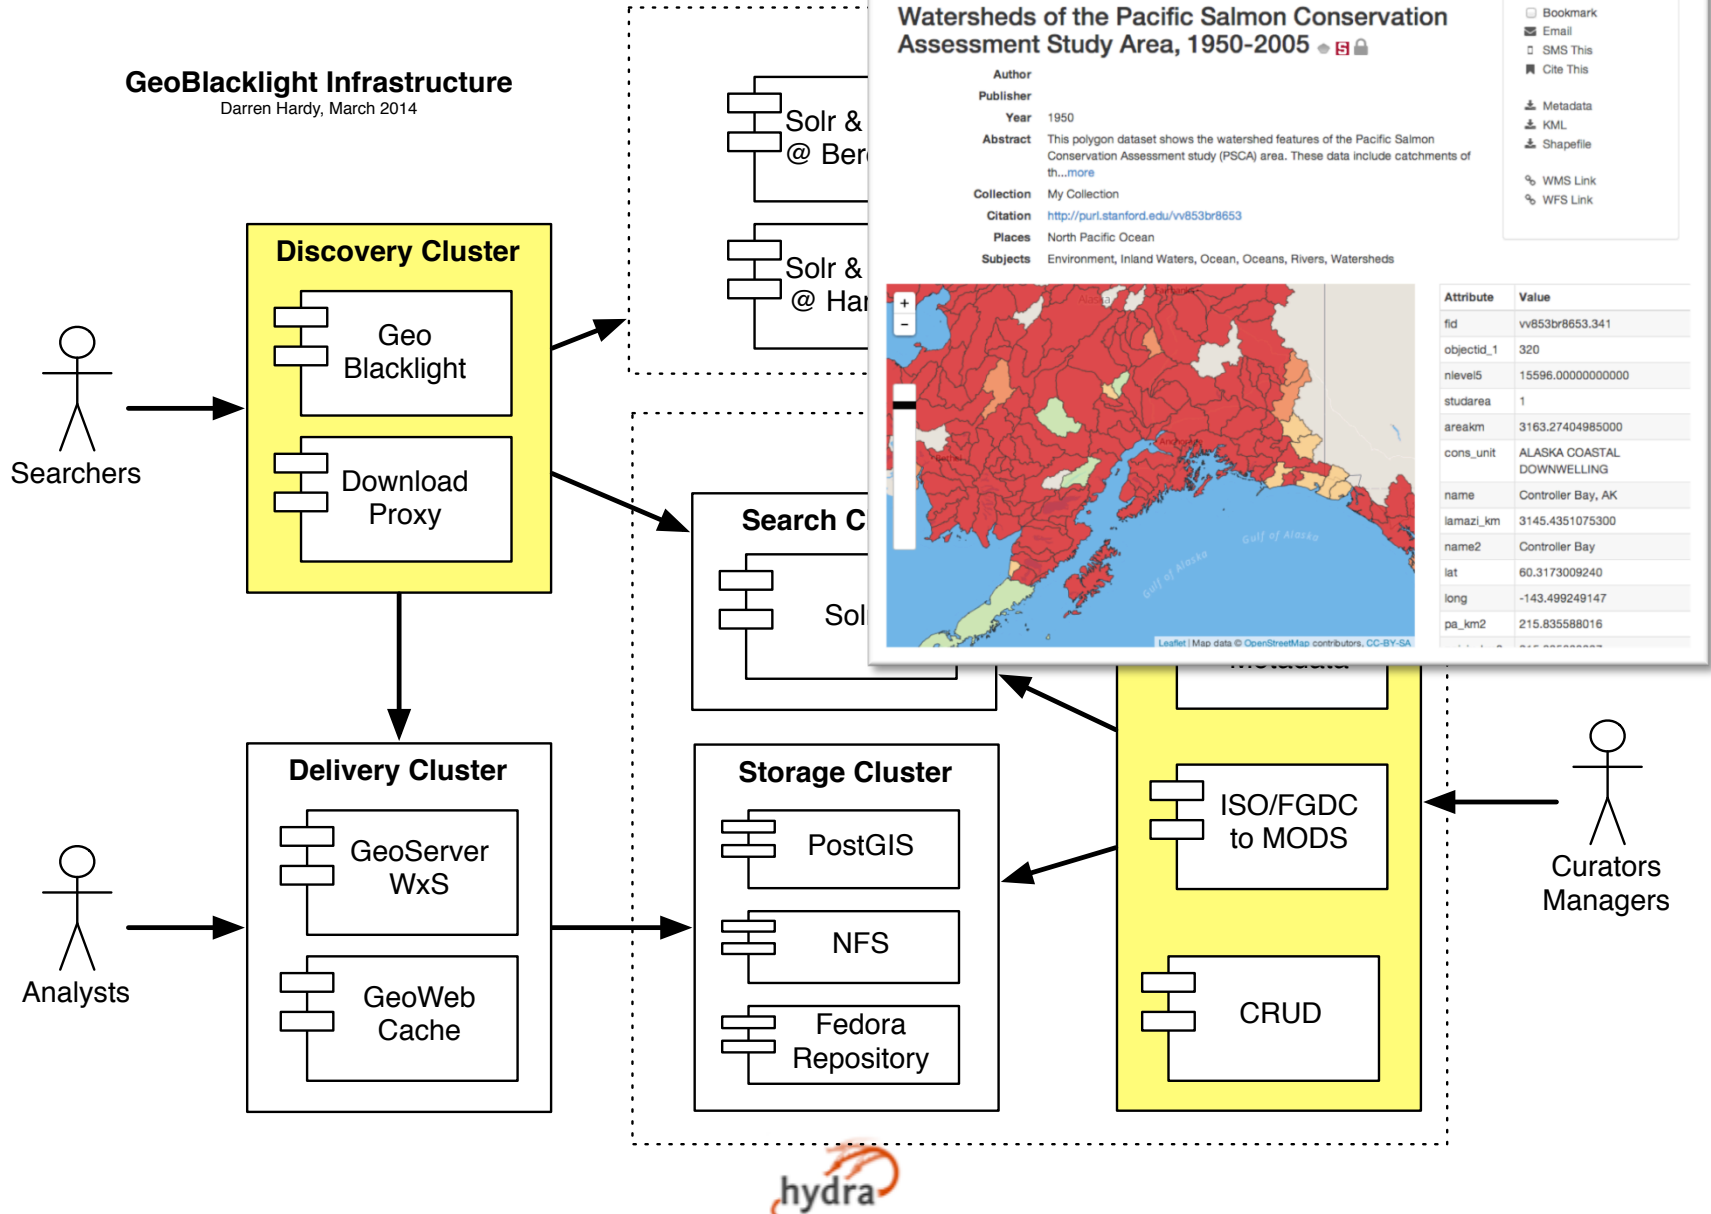 GeoBlacklight Infrastructure
Darren Hardy, March 2014
Solr &
@ Ber
Solr &
@ Har
Discovery Cluster
Geo
Blacklight
Download
Proxy
Searchers
Search C
Sol
Delivery Cluster
GeoServer
WxS
GeoWeb
Cache
Analysts
Storage Cluster
PostGIS
NFS
Fedora
Repository
ISO/FGDC
to MODS
CRUD
Curators
Managers
hydra
Watersheds of the Pacific Salmon Conservation
Assessment Study Area, 1950-2005
Author
Publisher
Year 1950
Abstract This polygon dataset shows the watershed features of the Pacific Salmon
Conservation Assessment study (PSCA) area. These data include catchments of
th...more
Collection My Collection
Citation http://purl.stanford.edu/vv853br8653
Places North Pacific Ocean
Subjects Environment, Inland Waters, Ocean, Oceans, Rivers, Watersheds
Bookmark
Email
SMS This
Cite This
Metadata
KML
Shapefile
WMS Link
WFS Link
+
−
Alaska
Gulf of Alaska
Gulf of Alaska
Leaflet | Map data © OpenStreetMap contributors, CC-BY-SA
Attribute Value
fid vv853br8653.341
objectid_1 320
nlevel5 15596.00000000000
studarea 1
areakm 3163.27404985000
cons_unit ALASKA COASTAL
DOWNWELLING
name Controller Bay, AK
lamazi_km 3145.4351075300
name2 Controller Bay
lat 60.3173009240
long -143.499249147
pa_km2 215.835588016